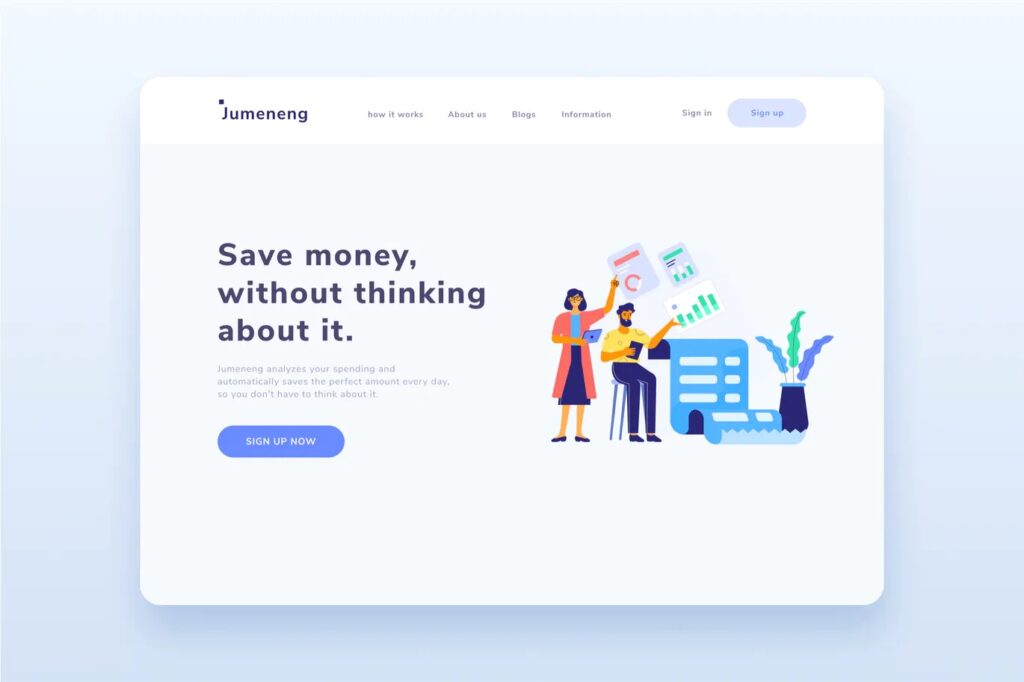 Jumeneng
how it works
About us
Blogs
Information
Sign in
Sign up
Save money,
without thinking
about it.
Jumeneng analyzes your spending and
automatically saves the perfect amount every day,
so you don't have to think about it.
SIGN UP NOW